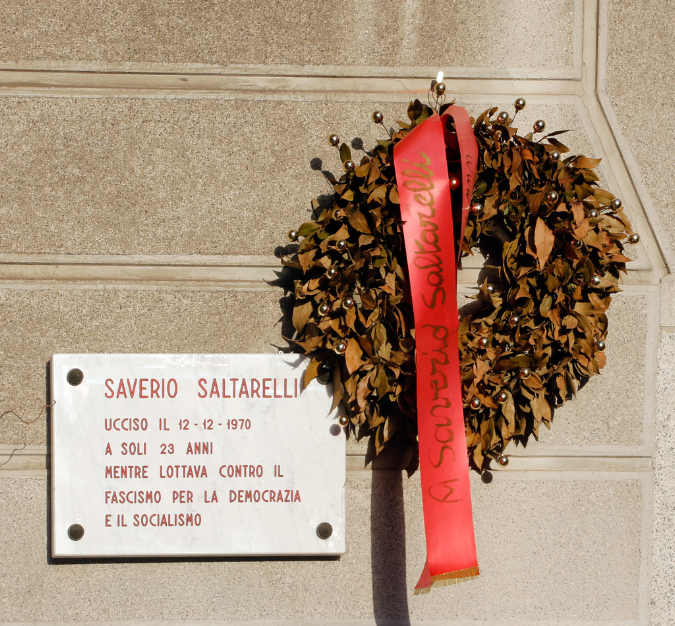 SAVERIO SALTARELLI
UCCISO IL 12-12-1970
A SOLI 23 ANNI
MENTRE LOTTAVA CONTRO IL
FASCISMO PER LA DEMOCRAZIA
E IL SOCIALISMO
A Saverio Saltarelli